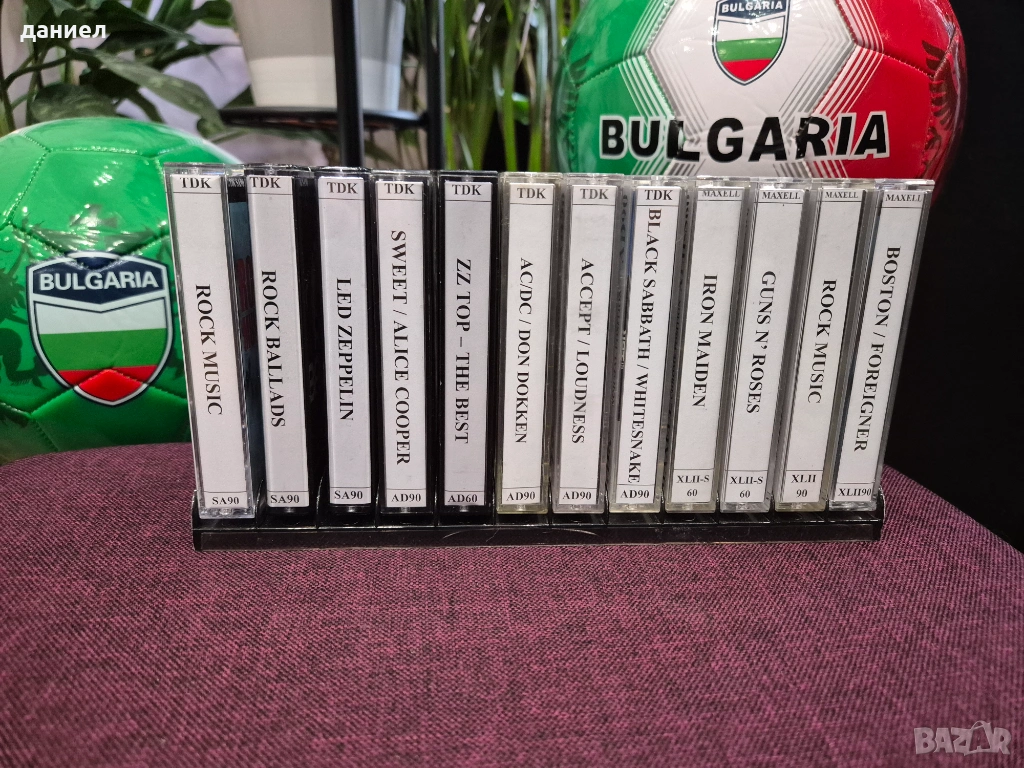 даниел
BULGARIA
BULGARIA
BULGARIA
TDK
ROCK MUSIC
SA90
TDK
ROCK BALLADS
SA90
TDK
LED ZEPPELIN
SA90
TDK
SWEET / ALICE COOPER
AD90
TDK
ZZ TOP – THE BEST
AD60
TDK
AC/DC / DON DOKKEN
AD90
TDK
ACCEPT / LOUDNESS
AD90
TDK
BLACK SABBATH / WHITESNAKE
AD90
MAXELL
IRON MAIDEN
XLII-S
60
MAXELL
GUNS N' ROSES
XLII-S
60
MAXELL
ROCK MUSIC
XLII
90
MAXELL
BOSTON / FOREIGNER
XLII90
BAZAR